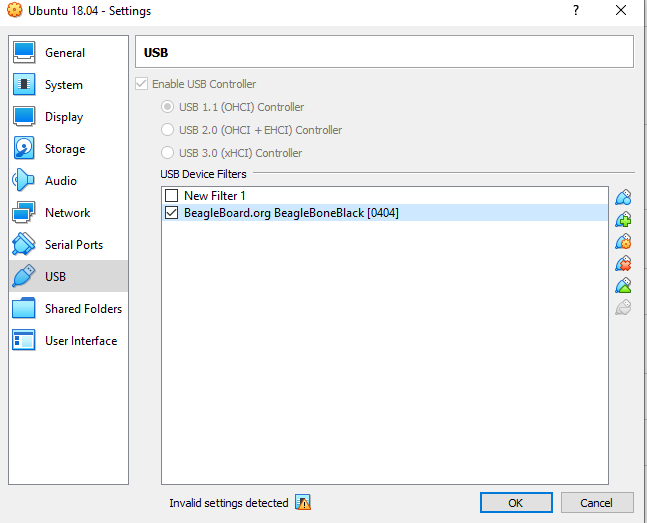 Ubuntu 18.04 - Settings
?
General
System
Display
Storage
Audio
Network
Serial Ports
USB
Shared Folders
User Interface
USB
Enable USB Controller
USB 1.1 (OHCI) Controller
USB 2.0 (OHCI + EHCI) Controller
USB 3.0 (xHCI) Controller
USB Device Filters
New Filter 1
BeagleBoard.org BeagleBoneBlack [0404]
Invalid settings detected
OK
Cancel